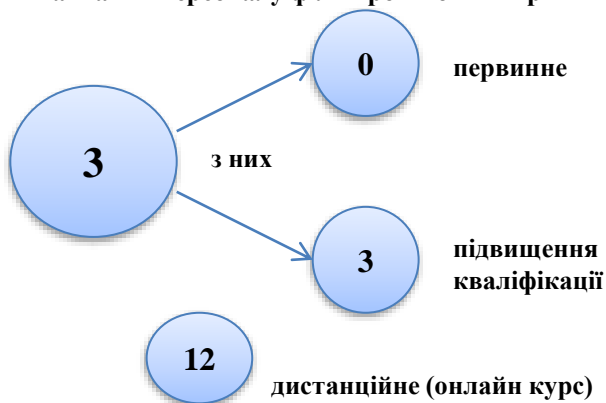 0
первинне
3
з них
3
підвищення
кваліфікації
12
дистанційне (онлайн курс)